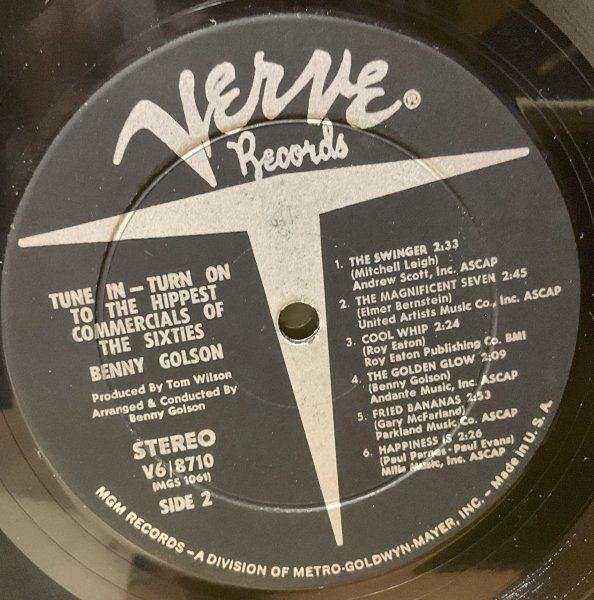 VERVE®
Records
TUNE IN—TURN ON
TO THE HIPPEST
COMMERCIALS OF
THE SIXTIES
BENNY GOLSON
Produced By Tom Wilson
Arranged & Conducted By
Benny Golson
STEREO
V6/8710
(MGS 1061)
SIDE 2
1. THE SWINGER 2:33
(Mitchell Leigh)
Andrew Scott, Inc. ASCAP
2. THE MAGNIFICENT SEVEN 2:45
(Elmer Bernstein)
United Artists Music Co., Inc. ASCAP
3. COOL WHIP 2:24
(Roy Eaton)
Roy Eaton Publishing Co. BMI
4. THE GOLDEN GLOW 2:09
(Benny Golson)
Andante Music, Inc. ASCAP
5. FRIED BANANAS 2:53
(Gary McFarland)
Parkland Music Co. ASCAP
6. HAPPINESS IS 2:26
(Paul Parnes-Paul Evans)
Mills Music, Inc. ASCAP
MGM RECORDS – A DIVISION OF METRO-GOLDWYN-MAYER, INC. – Made in U.S.A.